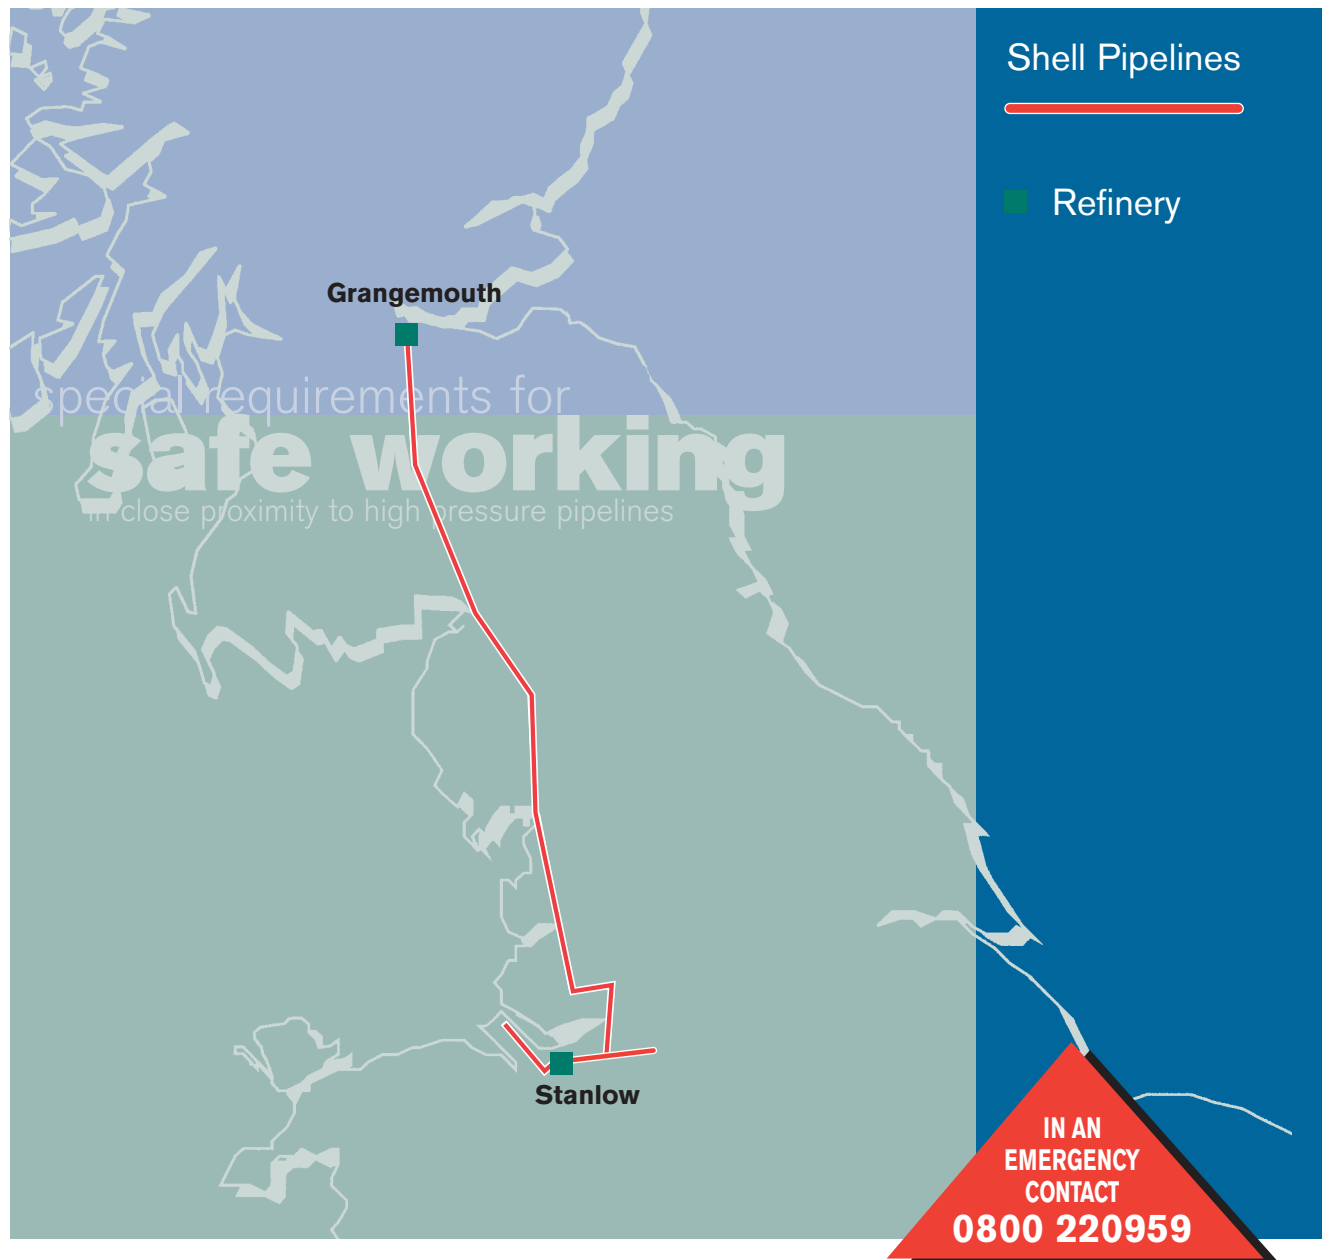 Shell Pipelines
Refinery
Grangemouth
special requirements for
safe working
in close proximity to high pressure pipelines
Stanlow
IN AN
EMERGENCY
CONTACT
0800 220959